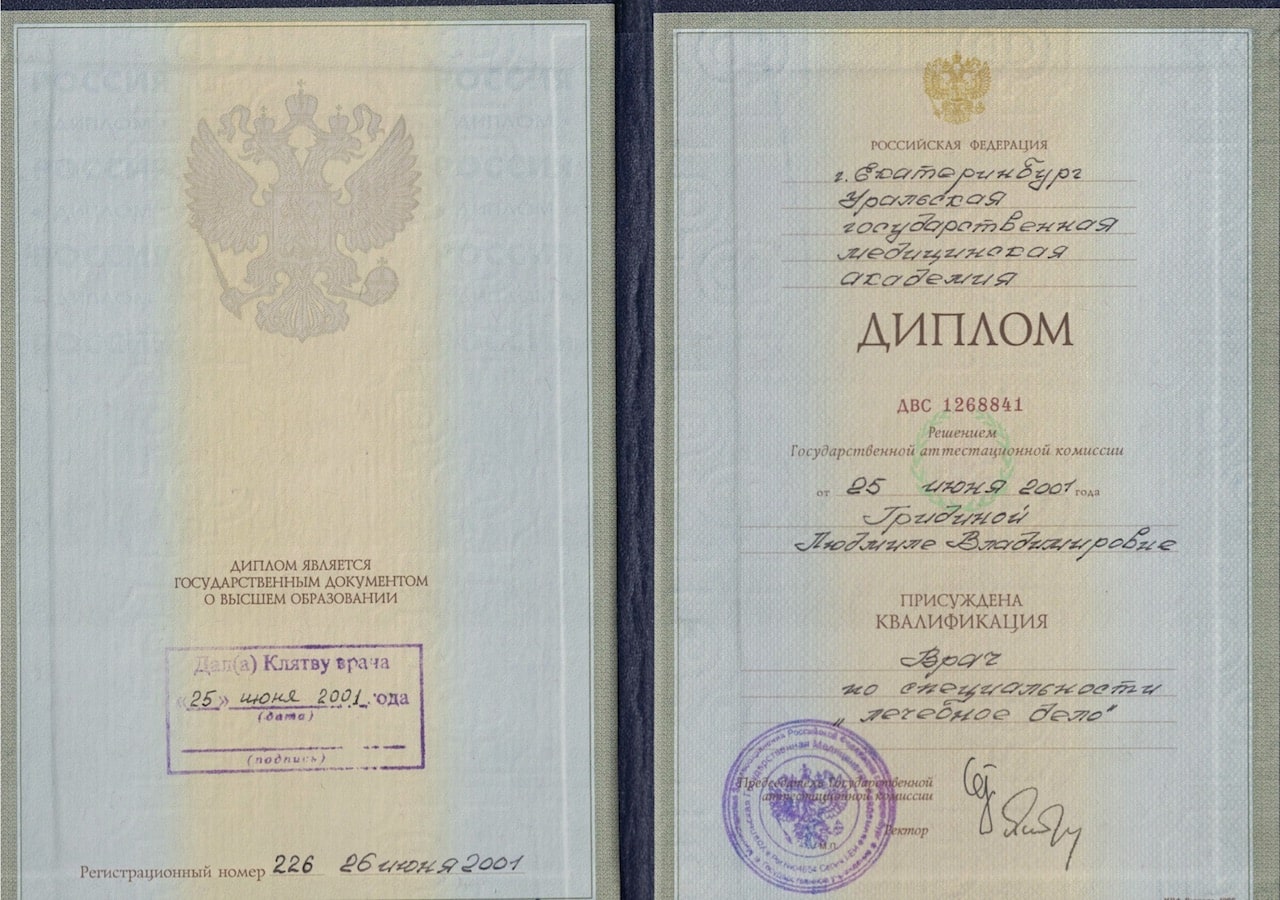 ДИПЛОМ ЯВЛЯЕТСЯ
ГОСУДАРСТВЕННЫМ ДОКУМЕНТОМ
О ВЫСШЕМ ОБРАЗОВАНИИ
Дал(а) Клятву врача
«25» июня 2001 года
(дата)
(подпись)
Регистрационный номер 226 26 июня 2001
РОССИЙСКАЯ ФЕДЕРАЦИЯ
г. Екатеринбург
Уральская
государственная
медицинская
академия
ДИПЛОМ
ДВС 1268841
Решением
Государственной аттестационной комиссии
от 25 июня 2001 года
Гридиной
Людмиле Владимировне
ПРИСУЖДЕНА
КВАЛИФИКАЦИЯ
Врач
по специальности
„лечебное дело"
Председатель Государственной
аттестационной комиссии
Ректор